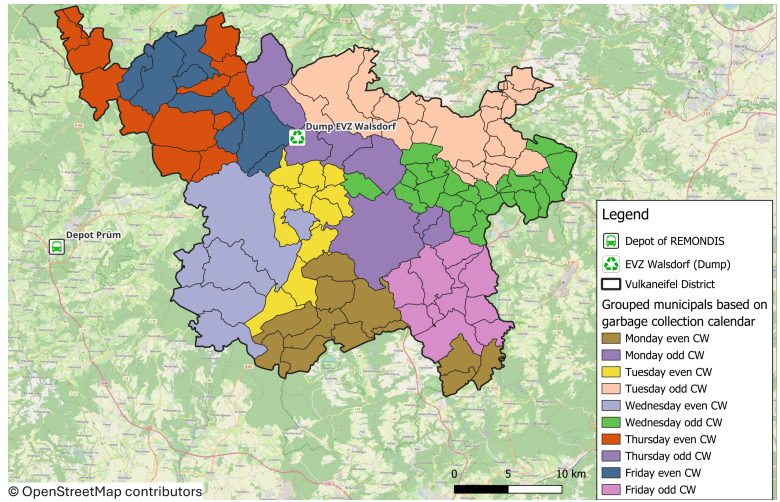 Dump EVZ Walsdorf
Depot Prüm
Legend
Depot of REMONDIS
EVZ Walsdorf (Dump)
Vulkaneifel District
Grouped municipals based on
garbage collection calendar
Monday even CW
Monday odd CW
Tuesday even CW
Tuesday odd CW
Wednesday even CW
Wednesday odd CW
Thursday even CW
Thursday odd CW
Friday even CW
Friday odd CW
0 5 10 km
© OpenStreetMap contributors